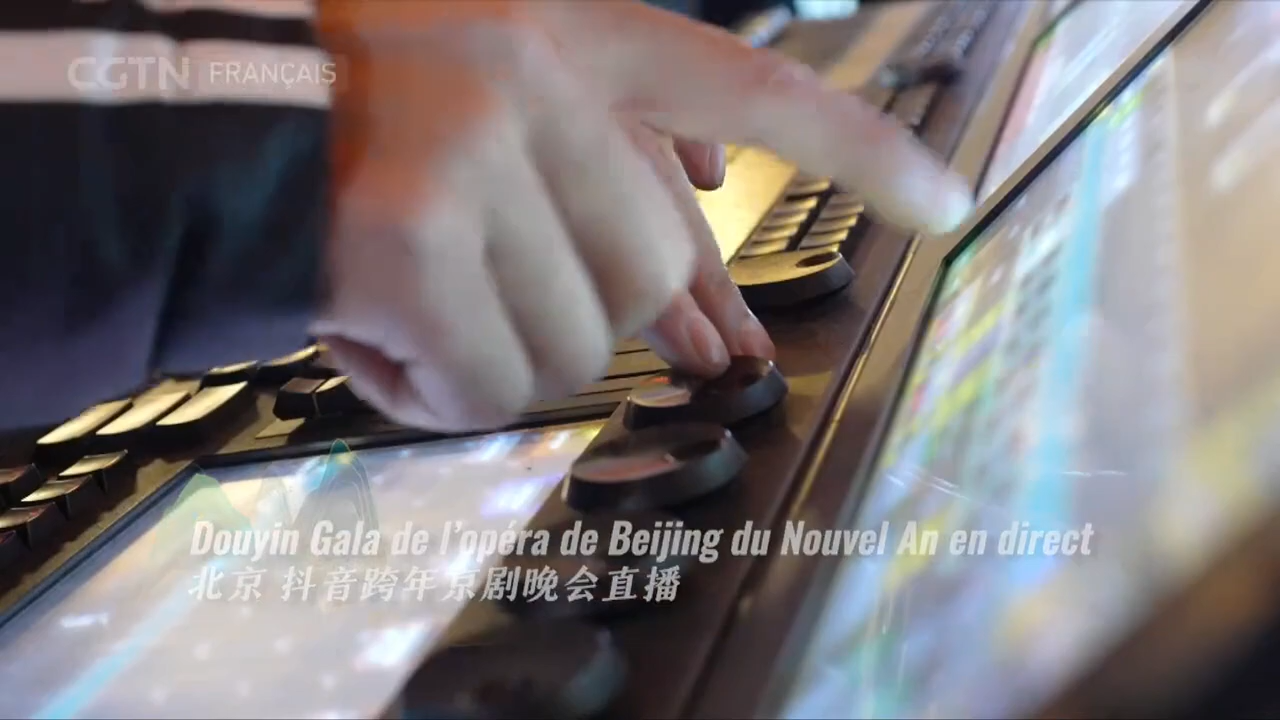 CGTN FRANÇAIS
Douyin Gala de l'opéra de Beijing du Nouvel An en direct
北京 抖音跨年京剧晚会直播